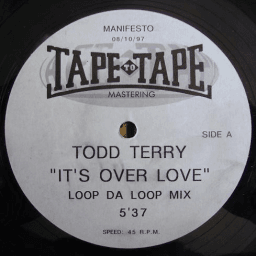 MANIFESTO
08/10/97
TAPE TO TAPE
MASTERING
SIDE A
TODD TERRY
"IT'S OVER LOVE"
LOOP DA LOOP MIX
5'37
SPEED: 45 R.P.M.